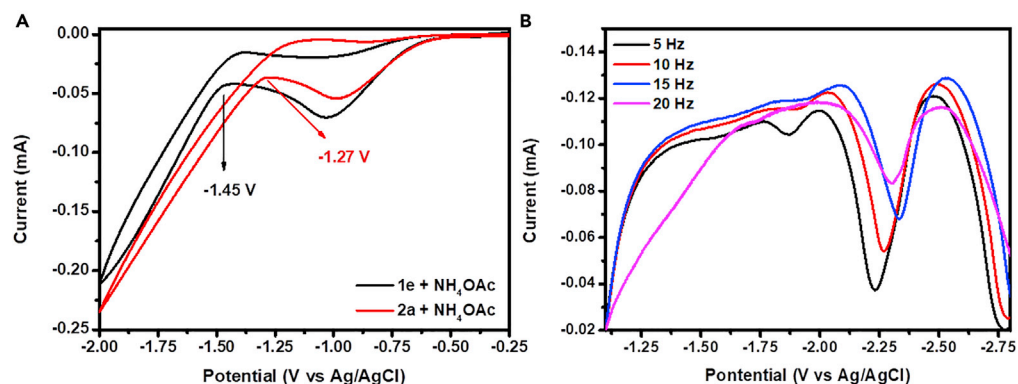 A
0.00
-0.05
-0.10
-0.15
-0.20
-0.25
Current (mA)
-1.45 V
-1.27 V
1e + NH₄OAc
2a + NH₄OAc
-2.00 -1.75 -1.50 -1.25 -1.00 -0.75 -0.50 -0.25
Potential (V vs Ag/AgCl)
B
5 Hz
10 Hz
15 Hz
20 Hz
-0.14
-0.12
-0.10
-0.08
-0.06
-0.04
-0.02
Current (mA)
-1.25 -1.50 -1.75 -2.00 -2.25 -2.50 -2.75
Pontential (V vs Ag/AgCl)